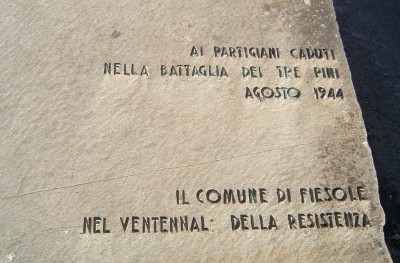 AI PARTIGIANI CADUTI
NELLA BATTAGLIA DEI TRE PINI
AGOSTO 1944
IL COMUNE DI FIESOLE
NEL VENTENNAL: DELLA RESISTENZA